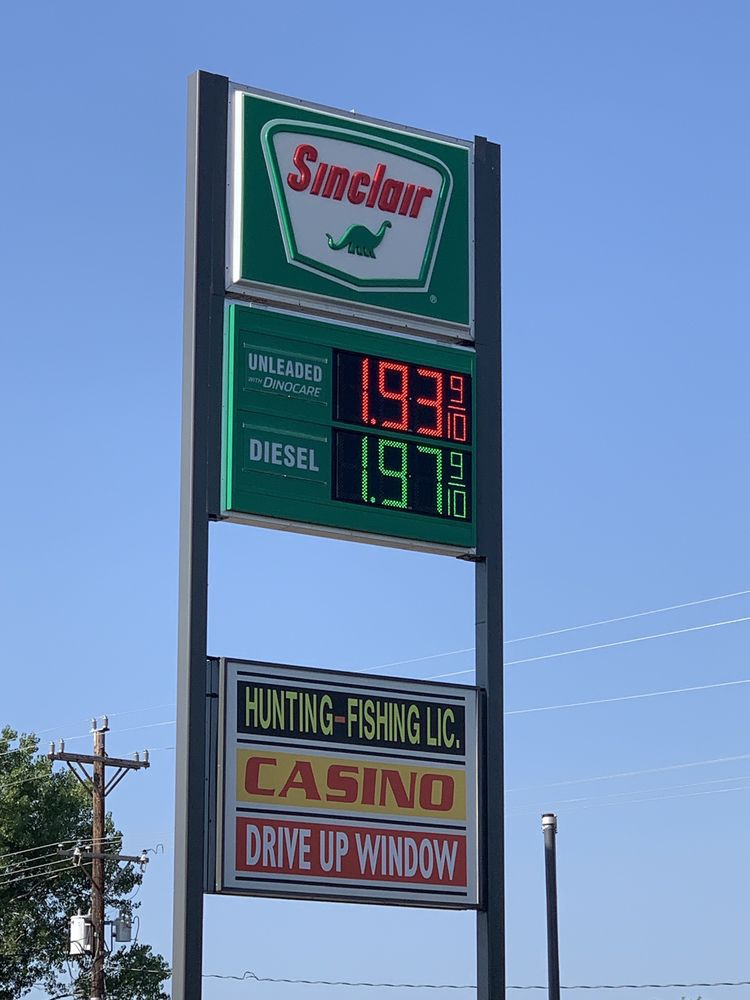 Sinclair
®
UNLEADED
WITH DINOCARE
1.93 9/10
DIESEL
1.97 9/10
HUNTING-FISHING LIC.
CASINO
DRIVE UP WINDOW